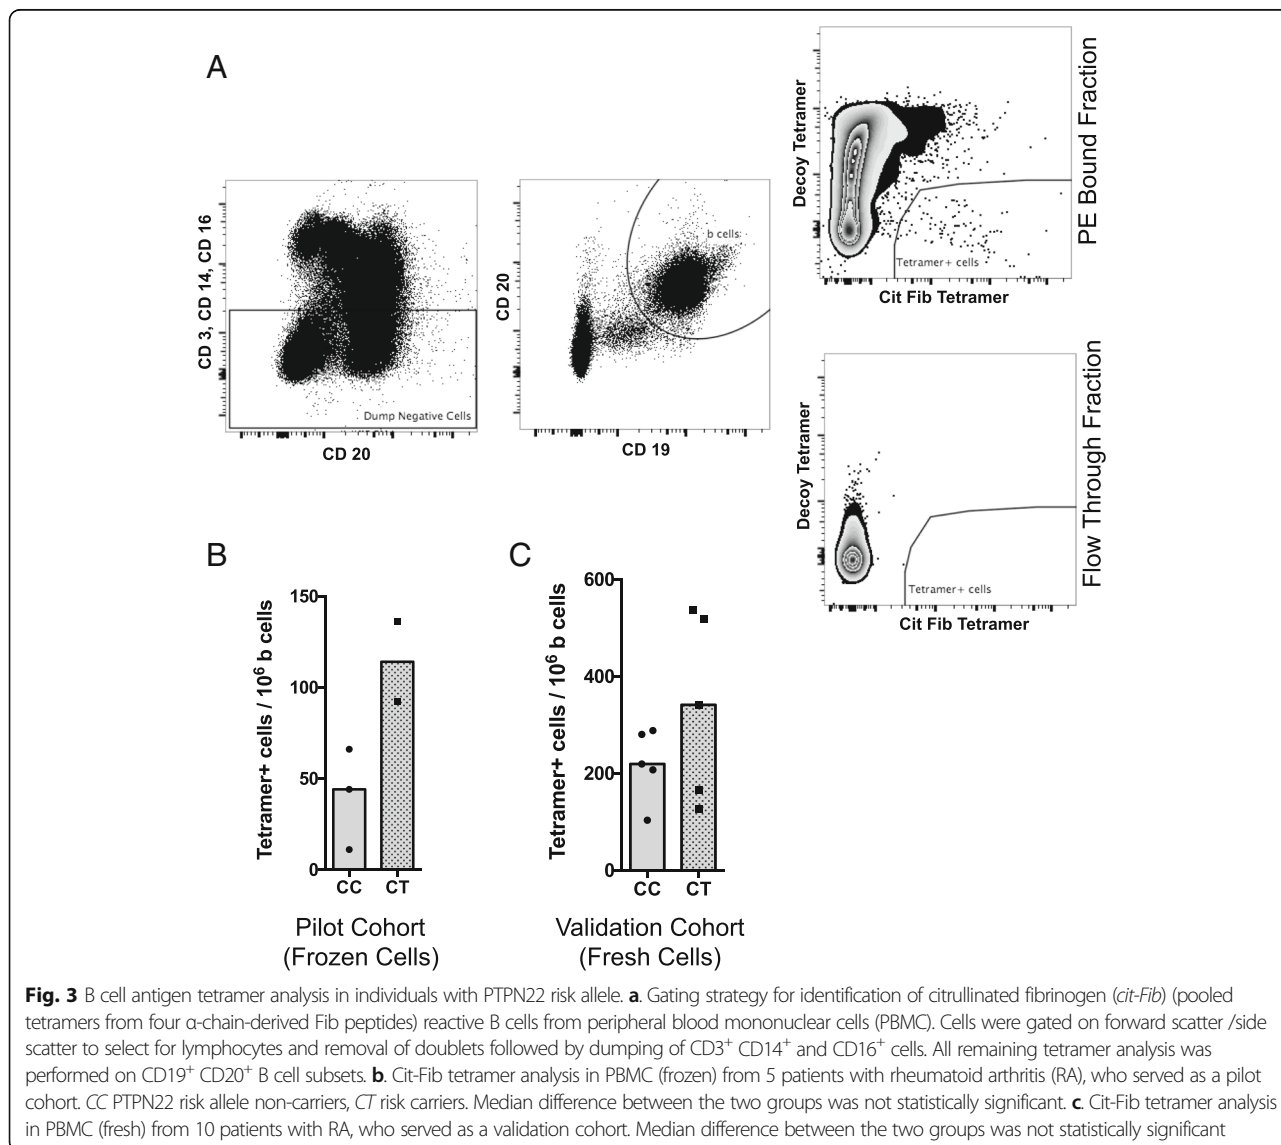 A
CD 3, CD 14, CD 16
Dump Negative Cells
CD 20
CD 20
b cells
CD 19
Decoy Tetramer
Tetramer+ cells
Cit Fib Tetramer
PE Bound Fraction
Decoy Tetramer
Tetramer+ cells
Cit Fib Tetramer
Flow Through Fraction
B
Tetramer+ cells / 10⁶ b cells
150
100
50
0
CC CT
Pilot Cohort
(Frozen Cells)
C
Tetramer+ cells / 10⁶ b cells
600
400
200
0
CC CT
Validation Cohort
(Fresh Cells)
Fig. 3 B cell antigen tetramer analysis in individuals with PTPN22 risk allele. a. Gating strategy for identification of citrullinated fibrinogen (cit-Fib) (pooled
tetramers from four α-chain-derived Fib peptides) reactive B cells from peripheral blood mononuclear cells (PBMC). Cells were gated on forward scatter /side
scatter to select for lymphocytes and removal of doublets followed by dumping of CD3⁺ CD14⁺ and CD16⁺ cells. All remaining tetramer analysis was
performed on CD19⁺ CD20⁺ B cell subsets. b. Cit-Fib tetramer analysis in PBMC (frozen) from 5 patients with rheumatoid arthritis (RA), who served as a pilot
cohort. CC PTPN22 risk allele non-carriers, CT risk carriers. Median difference between the two groups was not statistically significant. c. Cit-Fib tetramer analysis
in PBMC (fresh) from 10 patients with RA, who served as a validation cohort. Median difference between the two groups was not statistically significant